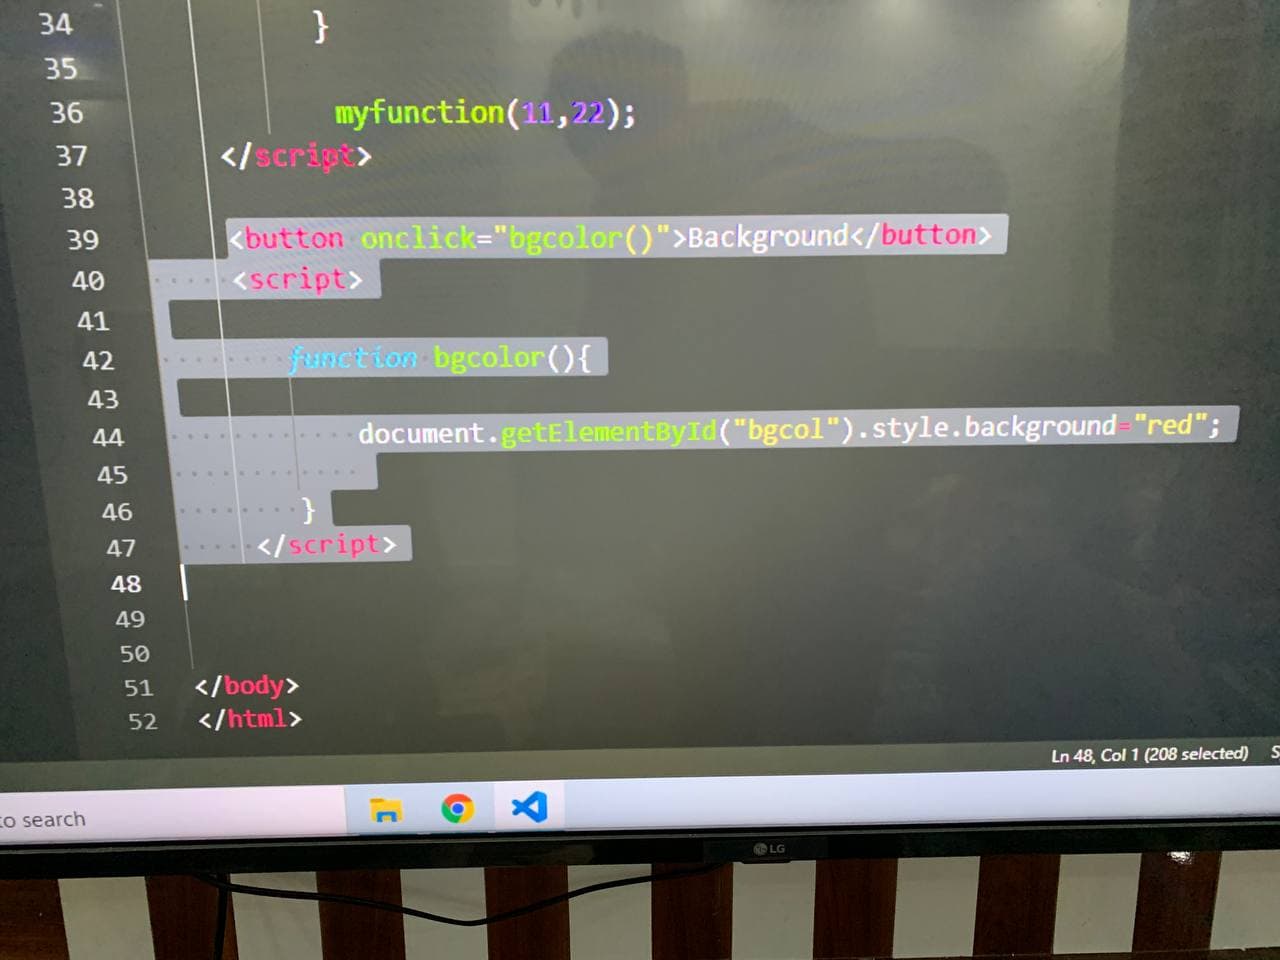 34 }
35
36 myfunction(11,22);
37 </script>
38
39 <button onclick="bgcolor()">Background</button>
40 <script>
41
42 function bgcolor(){
43
44 document.getElementById("bgcol").style.background="red";
45
46 }
47 </script>
48
49
50
51 </body>
52 </html>
Ln 48, Col 1 (208 selected)
to search
LG